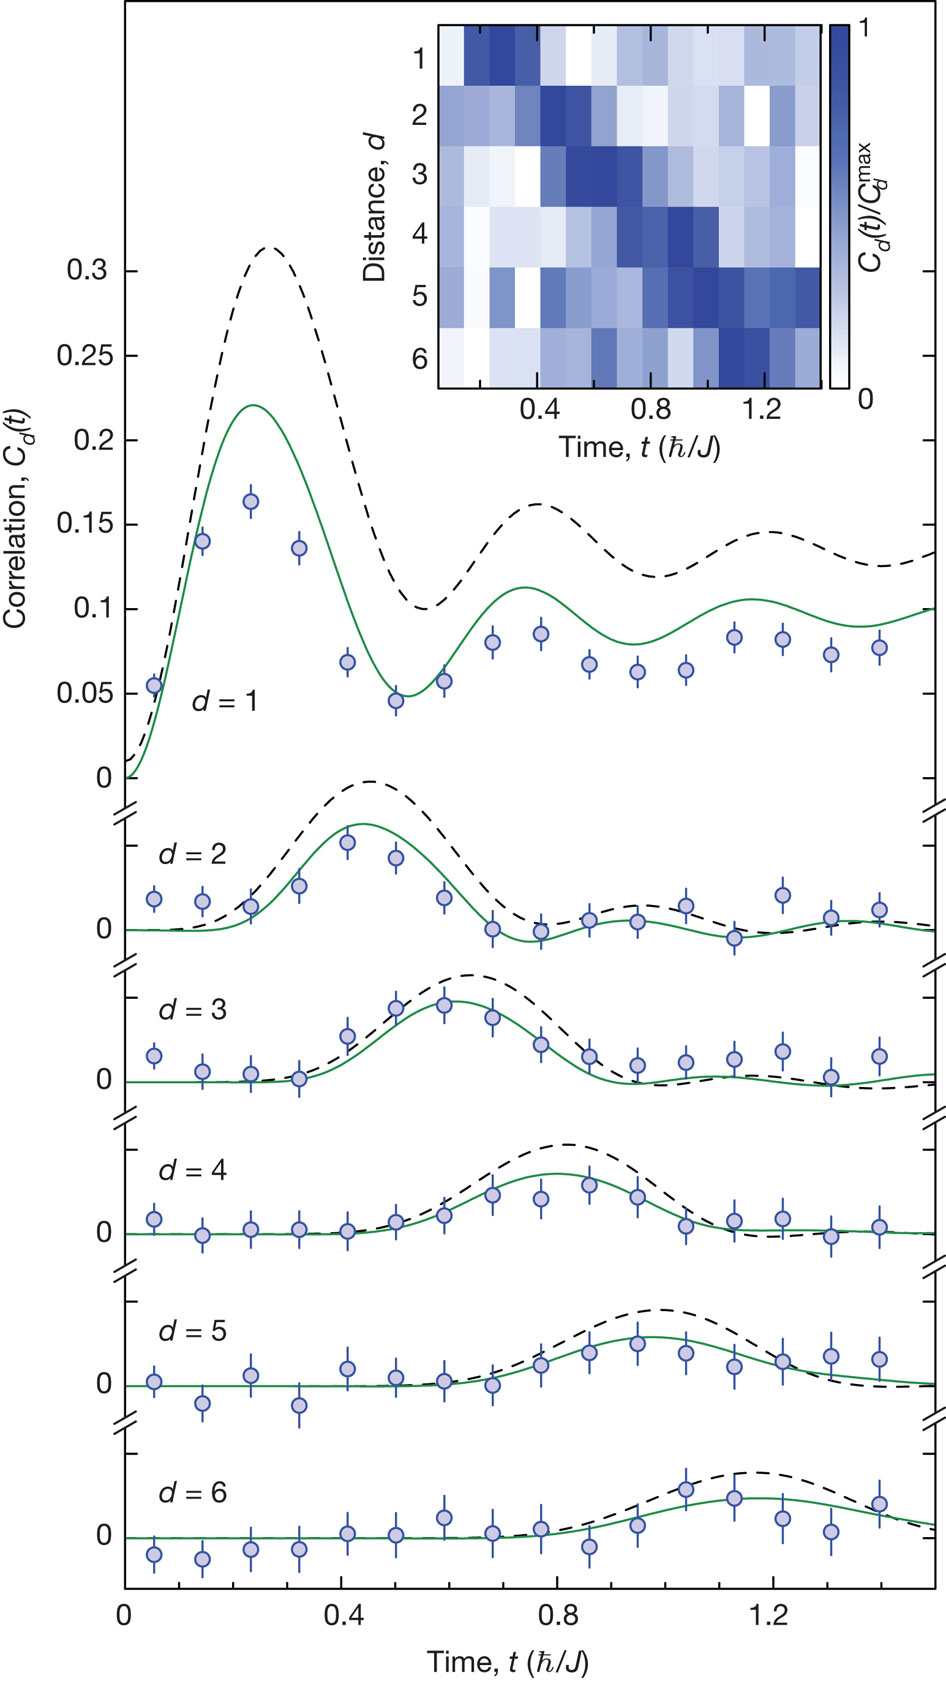 1
2
3
4
5
6
Distance, d
0.4
0.8
1.2
Time, t (ℏ/J)
1
0
C_d(t)/C_d^max
0.3
0.25
0.2
0.15
0.1
0.05
0
Correlation, C_d(t)
d = 1
d = 2
0
d = 3
0
d = 4
0
d = 5
0
d = 6
0
0
0.4
0.8
1.2
Time, t (ℏ/J)